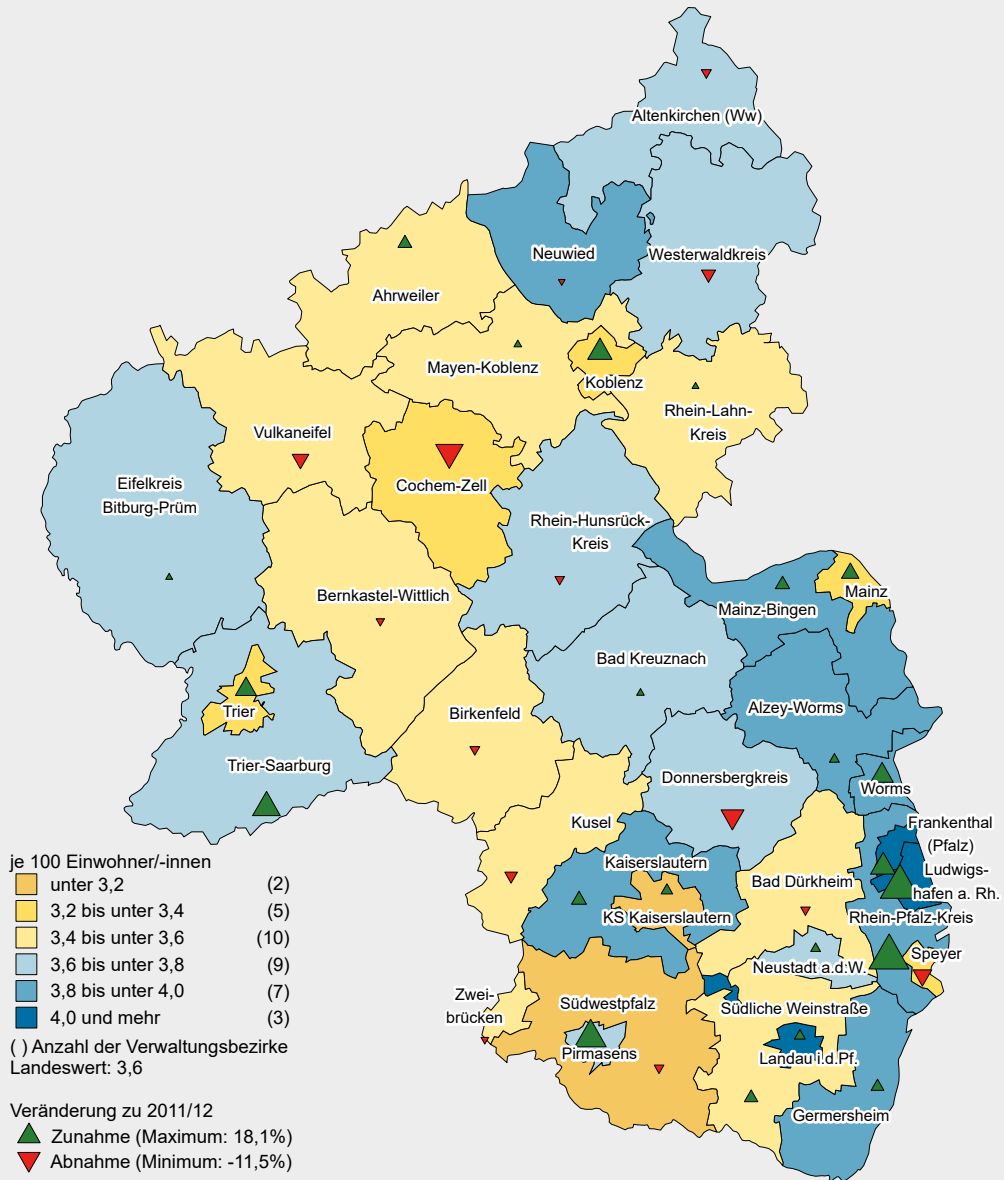 Altenkirchen (Ww)
Neuwied
Westerwaldkreis
Ahrweiler
Mayen-Koblenz
Koblenz
Rhein-Lahn-
Kreis
Vulkaneifel
Cochem-Zell
Eifelkreis
Bitburg-Prüm
Rhein-Hunsrück-
Kreis
Bernkastel-Wittlich
Mainz-Bingen
Mainz
Bad Kreuznach
Alzey-Worms
Trier
Birkenfeld
Trier-Saarburg
Donnersbergkreis
Worms
Kusel
Frankenthal
(Pfalz)
Ludwigs-
hafen a. Rh.
Kaiserslautern
Bad Dürkheim
KS Kaiserslautern
Rhein-Pfalz-Kreis
Speyer
Neustadt a.d.W.
Zwei-
brücken
Südwestpfalz
Südliche Weinstraße
Pirmasens
Landau i.d.Pf.
Germersheim
je 100 Einwohner/-innen
unter 3,2 (2)
3,2 bis unter 3,4 (5)
3,4 bis unter 3,6 (10)
3,6 bis unter 3,8 (9)
3,8 bis unter 4,0 (7)
4,0 und mehr (3)
( ) Anzahl der Verwaltungsbezirke
Landeswert: 3,6
Veränderung zu 2011/12
Zunahme (Maximum: 18,1%)
Abnahme (Minimum: -11,5%)